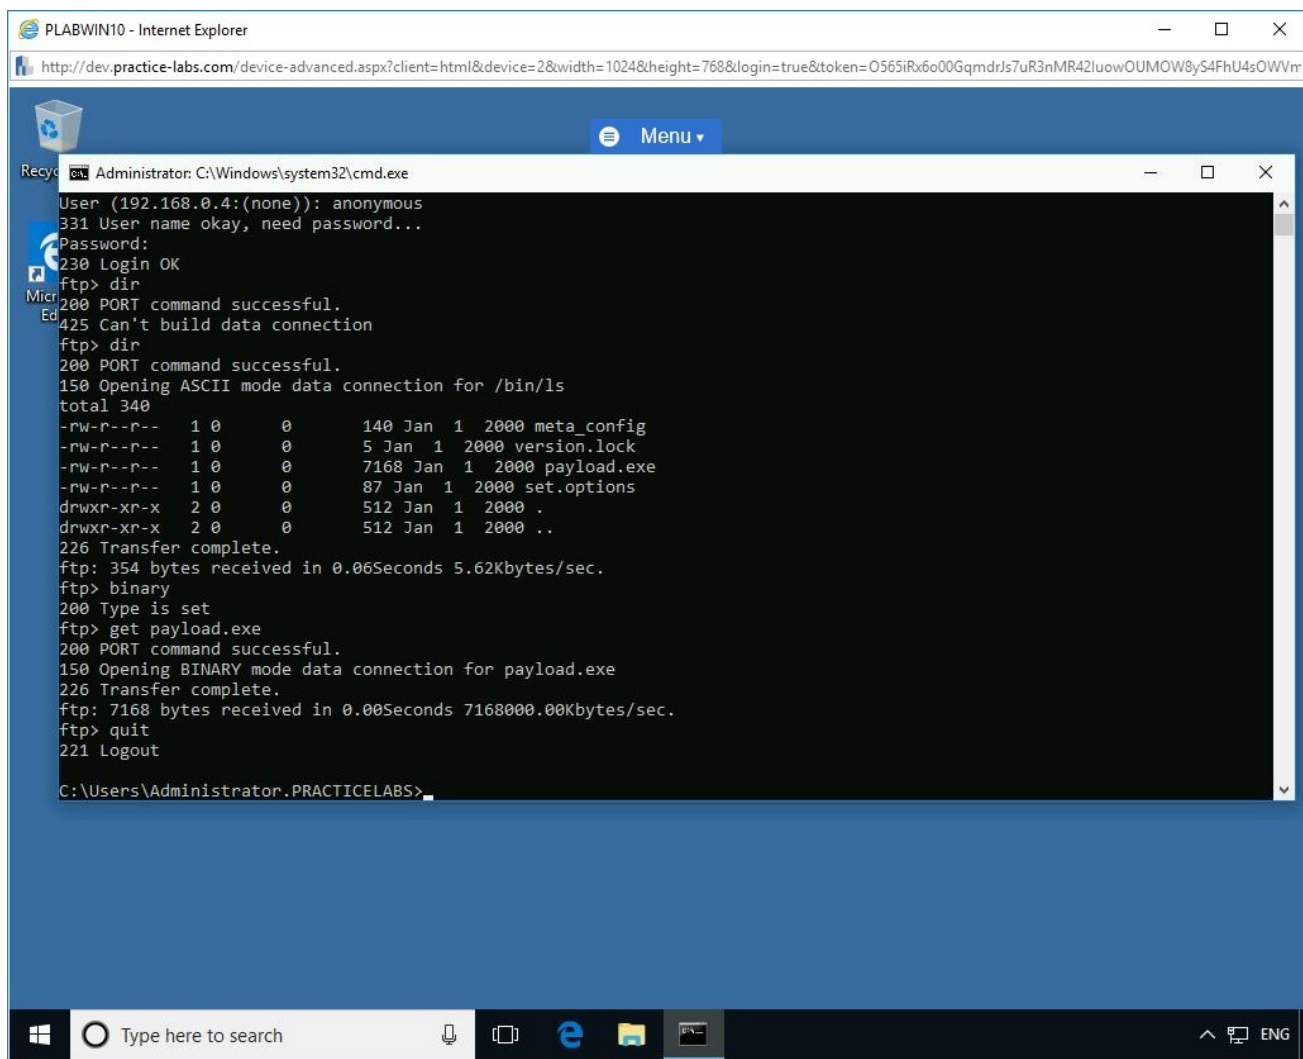 PLABWIN10 - Internet Explorer
http://dev.practice-labs.com/device-advanced.aspx?client=html&device=2&width=1024&height=768&login=true&token=O565iRx6o00GqmdrJs7uR3nMR42IuowOUMOW8yS4FhU4sOWVm
Menu
Recyc
Administrator: C:\Windows\system32\cmd.exe
User (192.168.0.4:(none)): anonymous
331 User name okay, need password...
Password:
230 Login OK
ftp> dir
Micr
Ed
200 PORT command successful.
425 Can't build data connection
ftp> dir
200 PORT command successful.
150 Opening ASCII mode data connection for /bin/ls
total 340
-rw-r--r-- 1 0 0 140 Jan 1 2000 meta_config
-rw-r--r-- 1 0 0 5 Jan 1 2000 version.lock
-rw-r--r-- 1 0 0 7168 Jan 1 2000 payload.exe
-rw-r--r-- 1 0 0 87 Jan 1 2000 set.options
drwxr-xr-x 2 0 0 512 Jan 1 2000 .
drwxr-xr-x 2 0 0 512 Jan 1 2000 ..
226 Transfer complete.
ftp: 354 bytes received in 0.06Seconds 5.62Kbytes/sec.
ftp> binary
200 Type is set
ftp> get payload.exe
200 PORT command successful.
150 Opening BINARY mode data connection for payload.exe
226 Transfer complete.
ftp: 7168 bytes received in 0.00Seconds 7168000.00Kbytes/sec.
ftp> quit
221 Logout
C:\Users\Administrator.PRACTICELABS>
Type here to search
ENG